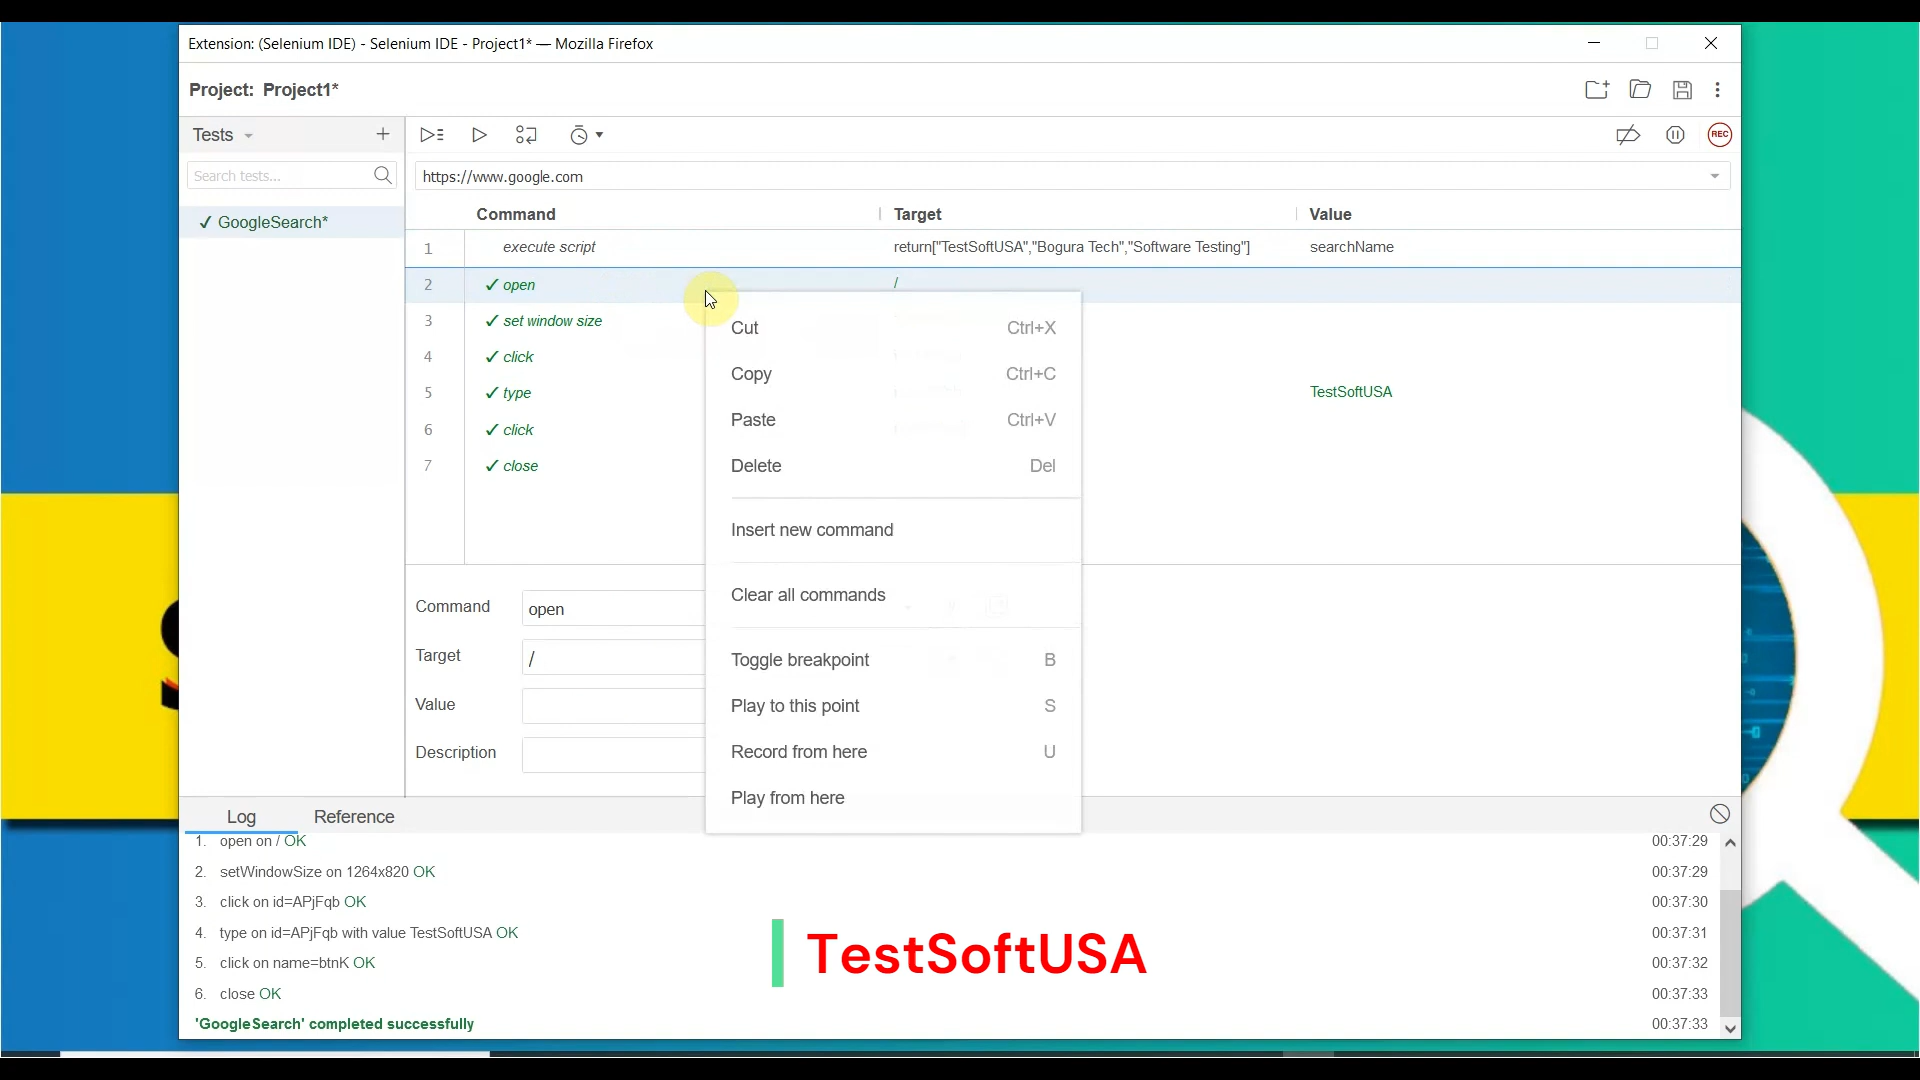 Extension: (Selenium IDE) - Selenium IDE - Project1* — Mozilla Firefox
Project: Project1*
Tests
REC
Search tests...
https://www.google.com
Command Target Value
✓ GoogleSearch*
1 execute script return["TestSoftUSA","Bogura Tech","Software Testing"] searchName
2 ✓ open /
3 ✓ set window size
4 ✓ click
5 ✓ type TestSoftUSA
6 ✓ click
7 ✓ close
Cut Ctrl+X
Copy Ctrl+C
Paste Ctrl+V
Delete Del
Insert new command
Clear all commands
Toggle breakpoint B
Play to this point S
Record from here U
Play from here
Command open
Target /
Value
Description
Log Reference
1. open on / OK 00:37:29
2. setWindowSize on 1264x820 OK 00:37:29
3. click on id=APjFqb OK 00:37:30
4. type on id=APjFqb with value TestSoftUSA OK 00:37:31
5. click on name=btnK OK 00:37:32
6. close OK 00:37:33
'GoogleSearch' completed successfully 00:37:33
TestSoftUSA